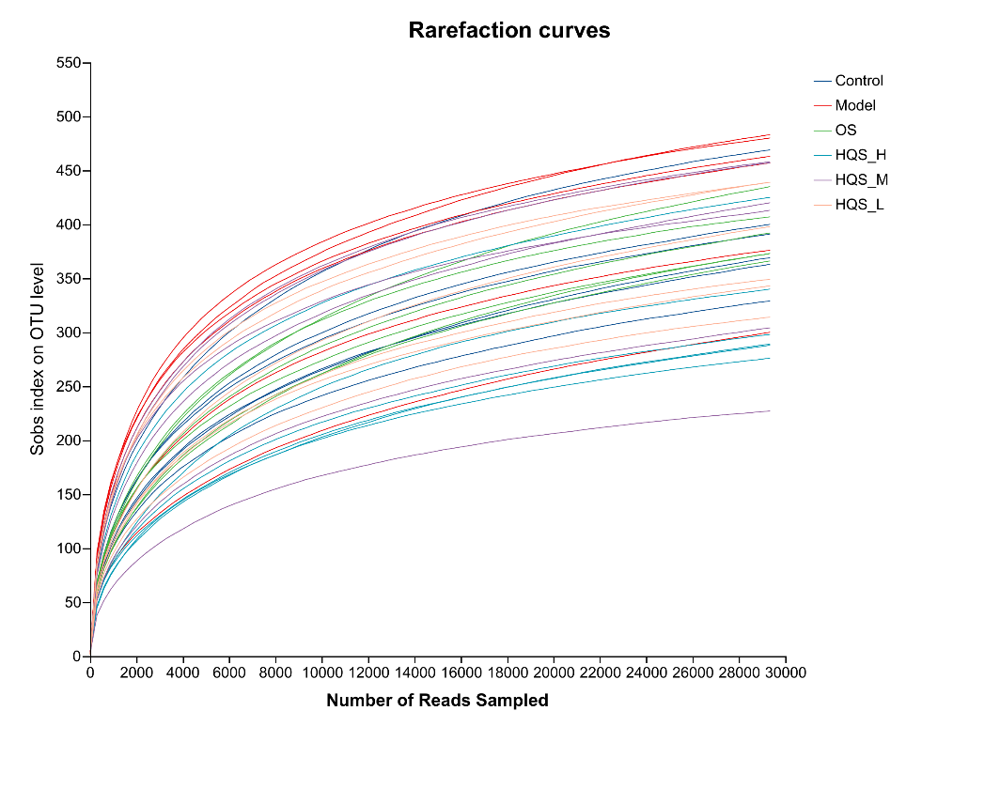 Rarefaction curves
Sobs index on OTU level
550
500
450
400
350
300
250
200
150
100
50
0
0 2000 4000 6000 8000 10000 12000 14000 16000 18000 20000 22000 24000 26000 28000 30000
Number of Reads Sampled
Control
Model
OS
HQS_H
HQS_M
HQS_L